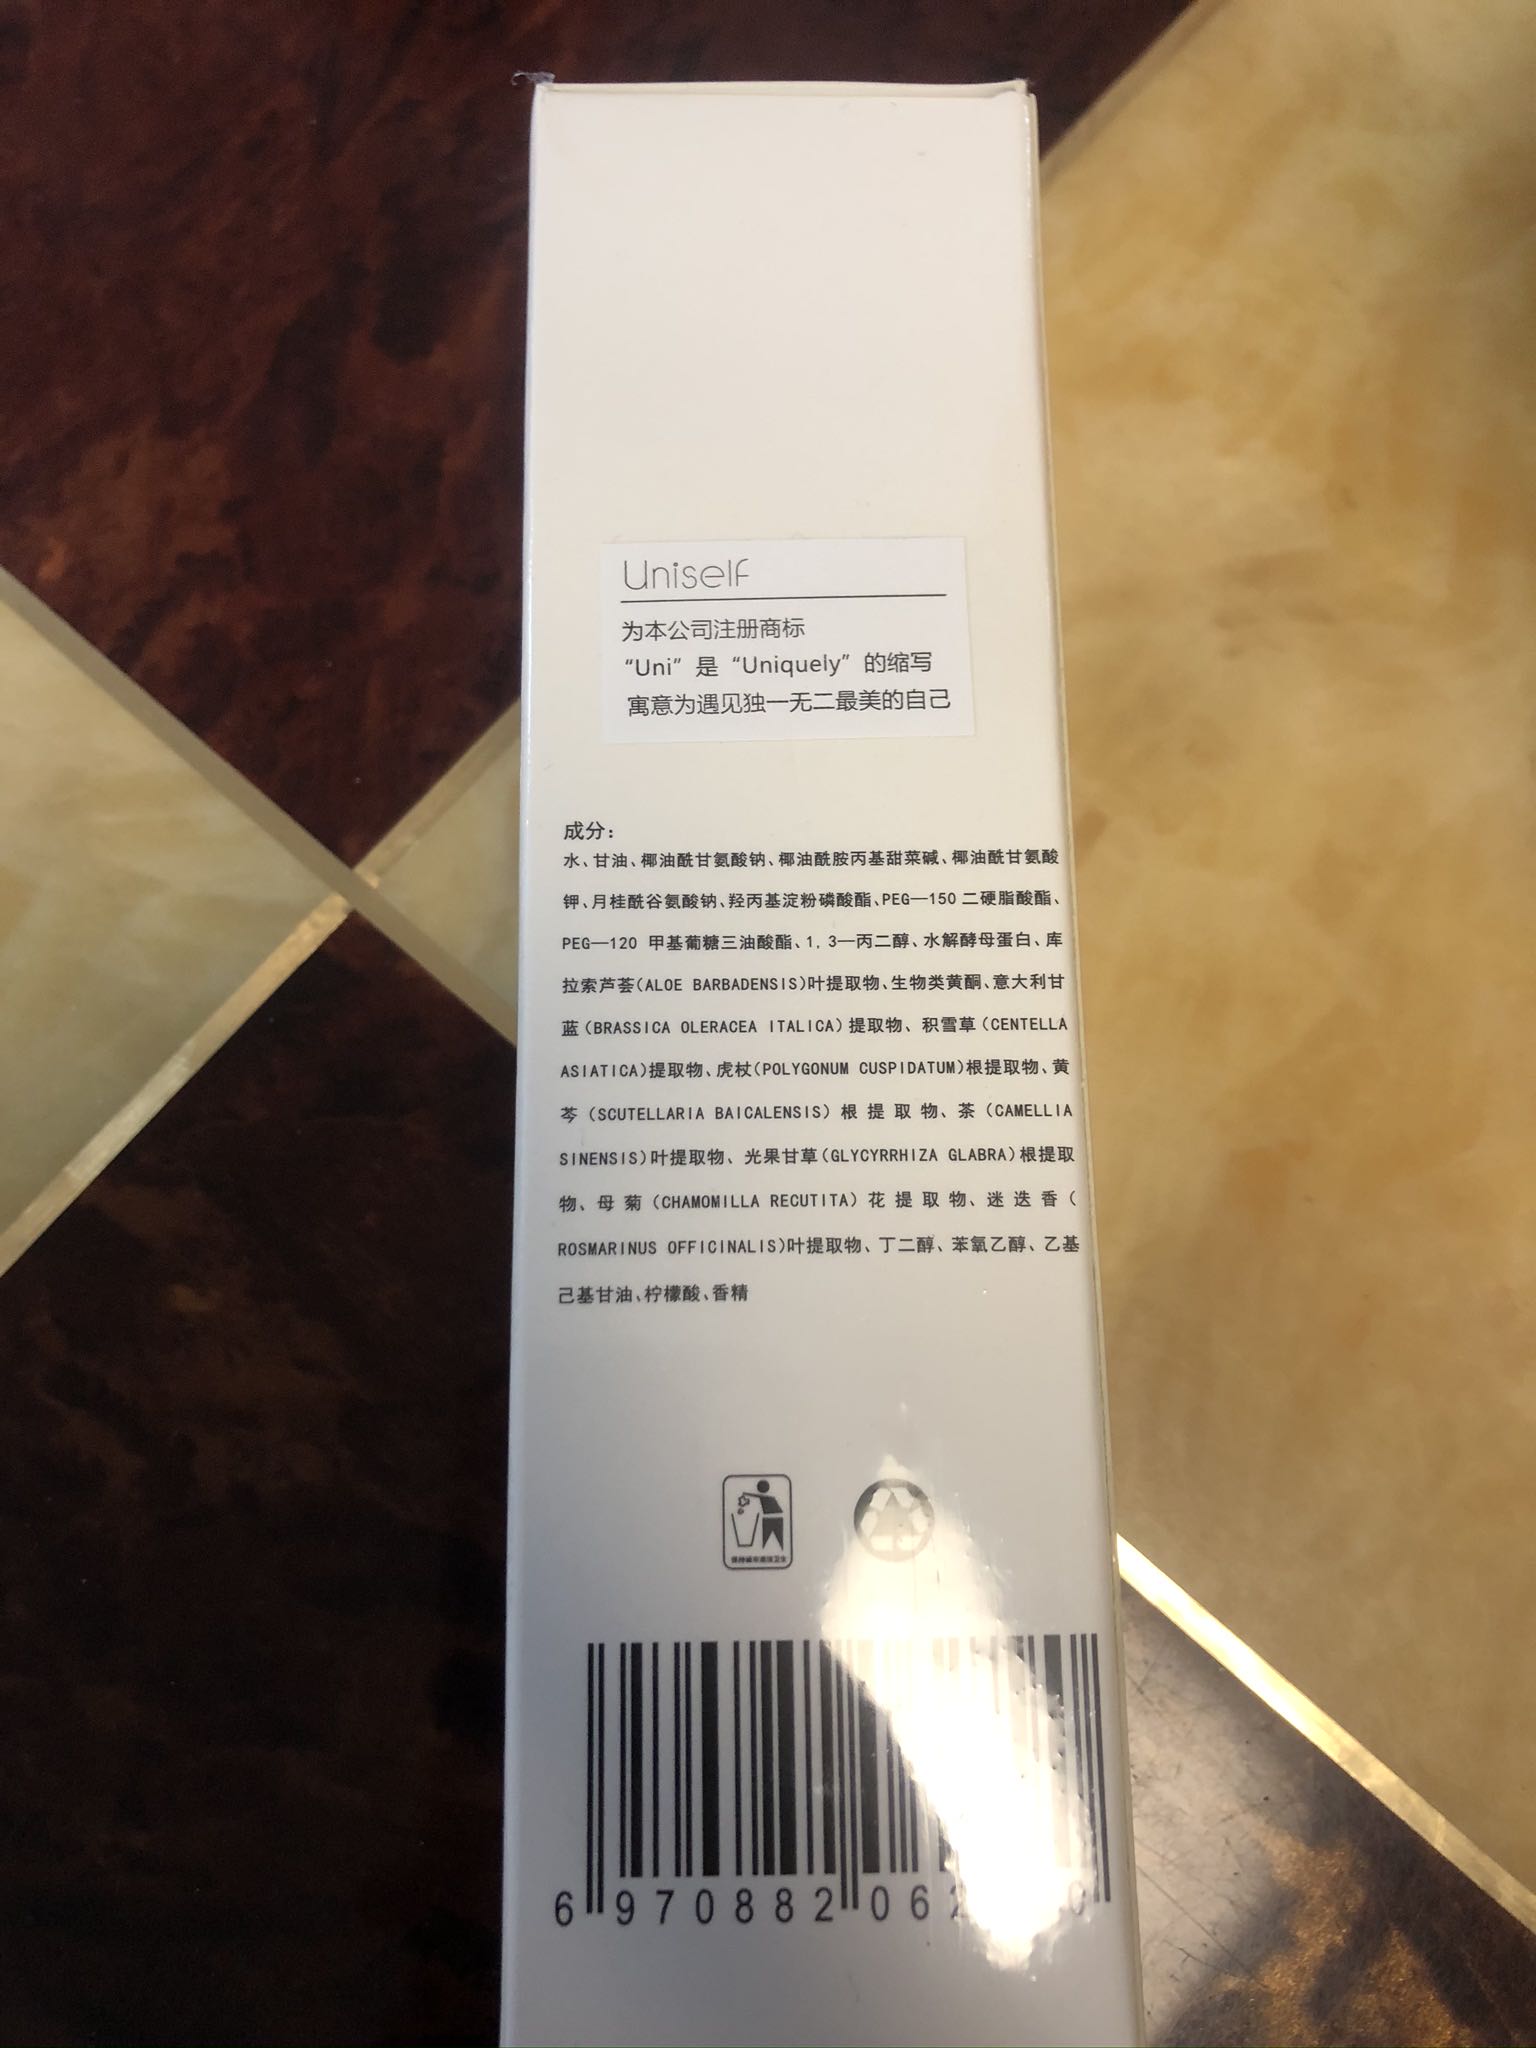 Uniself
为本公司注册商标
“Uni”是“Uniquely”的缩写
寓意为遇见独一无二最美的自己
成分:
水、甘油、椰油酰甘氨酸钠、椰油酰胺丙基甜菜碱、椰油酰甘氨酸
钾、月桂酰谷氨酸钠、羟丙基淀粉磷酸酯、PEG—150 二硬脂酸酯、
PEG—120 甲基葡糖三油酸酯、1,3—丙二醇、水解酵母蛋白、库
拉索芦荟(ALOE BARBADENSIS)叶提取物、生物类黄酮、意大利甘
蓝(BRASSICA OLERACEA ITALICA)提取物、积雪草(CENTELLA
ASIATICA)提取物、虎杖(POLYGONUM CUSPIDATUM)根提取物、黄
芩(SCUTELLARIA BAICALENSIS)根提取物、茶(CAMELLIA
SINENSIS)叶提取物、光果甘草(GLYCYRRHIZA GLABRA)根提取
物、母菊(CHAMOMILLA RECUTITA)花提取物、迷迭香(
ROSMARINUS OFFICINALIS)叶提取物、丁二醇、苯氧乙醇、乙基
己基甘油、柠檬酸、香精
保持城市环境卫生
6 970882 06